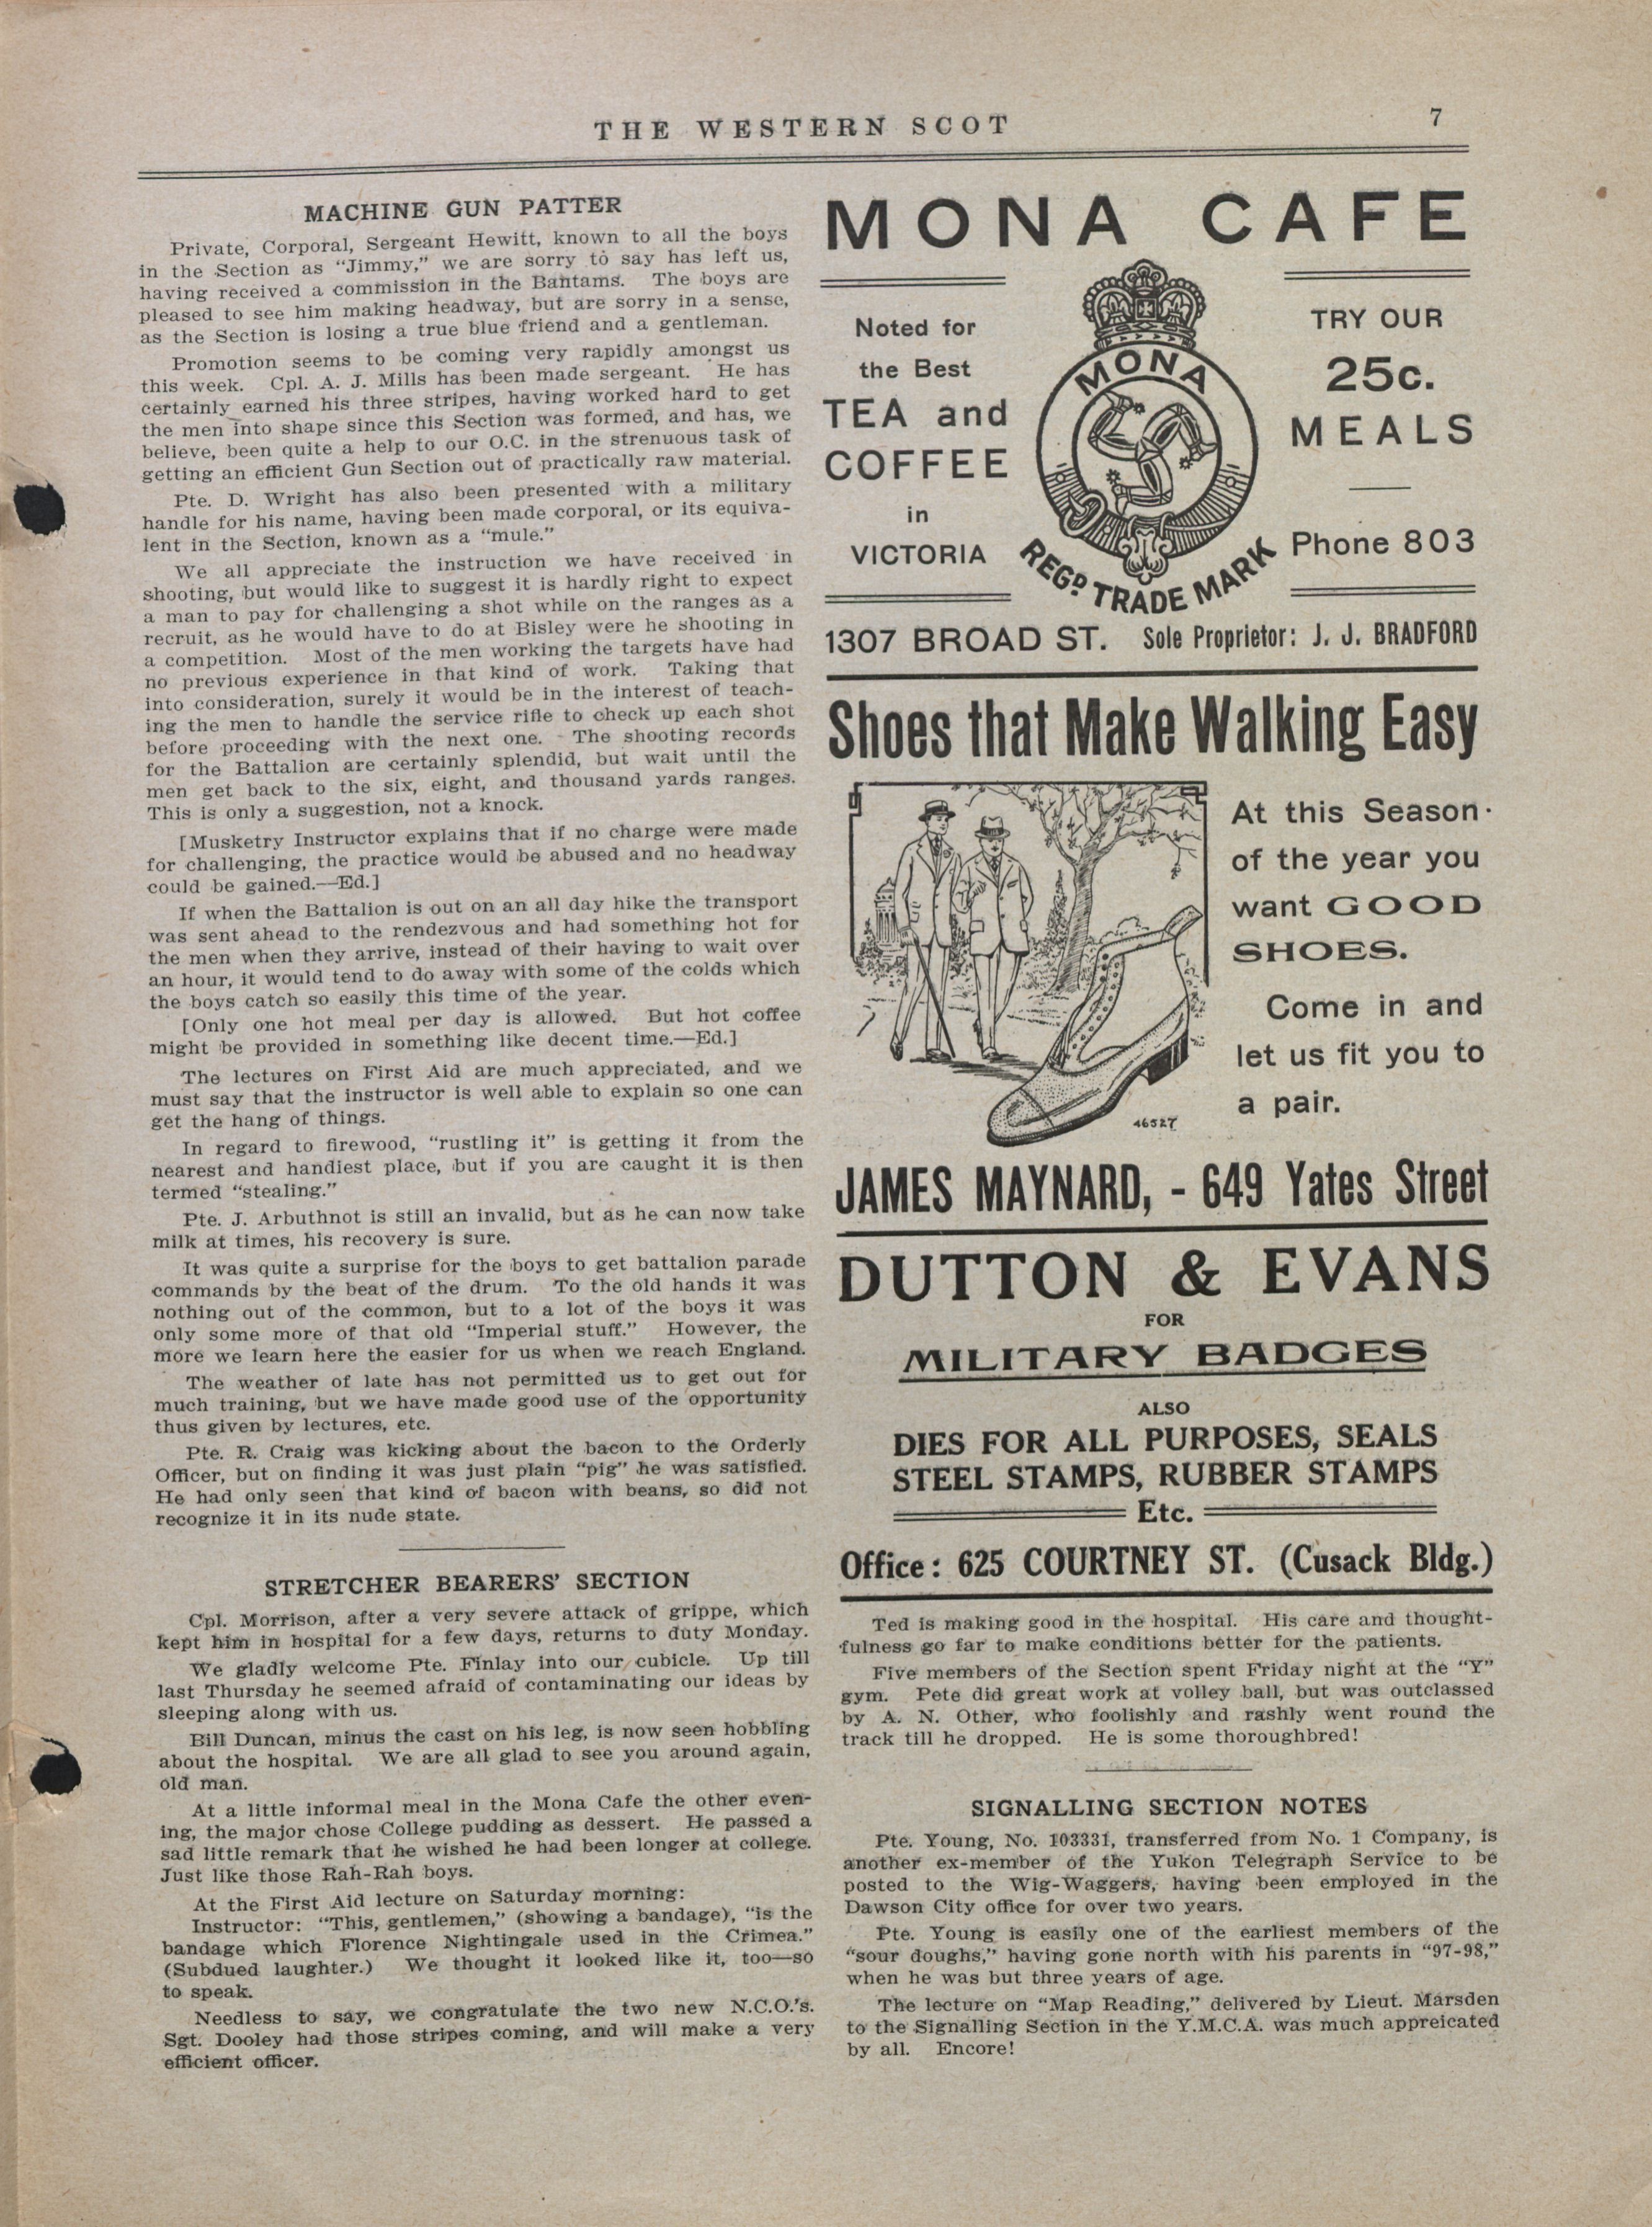 THE WESTERN SCOT
7
MACHINE GUN PATTER
Private, Corporal, Sergeant Hewitt, known to all the boys
in the Section as “Jimmy,” we are sorry to say has left us,
having received a commission in the Bantams. The boys are
pleased to see him making headway, but are sorry in a sense,
as the Section is losing a true blue friend and a gentleman.
Promotion seems to be coming very rapidly amongst us
this week. Cpl. A. J. Mills has been made sergeant. He has
certainly earned his three stripes, having worked hard to get
the men into shape since this Section was formed, and has, we
believe, been quite a help to our O.C. in the strenuous task of
getting an efficient Gun Section out of practically raw material.
Pte. D. Wright has also been presented with a military
handle for his name, having been made corporal, or its equiva-
lent in the Section, known as a “mule.”
We all appreciate the instruction we have received in
shooting, but would like to suggest it is hardly right to expect
a man to pay for challenging a shot while on the ranges as a
recruit, as he would have to do at Bisley were he shooting in
a competition. Most of the men working the targets have had
no previous experience in that kind of work. Taking that
into consideration, surely it would be in the interest of teach-
ing the men to handle the service rifle to check up each shot
before proceeding with the next one. The shooting records
for the Battalion are certainly splendid, but wait until the
men get back to the six, eight, and thousand yards ranges.
This is only a suggestion, not a knock.
[Musketry Instructor explains that if no charge were made
for challenging, the practice would be abused and no headway
could be gained.—Ed.]
If when the Battalion is out on an all day hike the transport
was sent ahead to the rendezvous and had something hot for
the men when they arrive, instead of their having to wait over
an hour, it would tend to do away with some of the colds which
the boys catch so easily this time of the year.
[Only one hot meal per day is allowed. But hot coffee
might be provided in something like decent time.—Ed.]
The lectures on First Aid are much appreciated, and we
must say that the instructor is well able to explain so one can
get the hang of things.
In regard to firewood, “rustling it” is getting it from the
nearest and handiest place, but if you are caught it is then
termed “stealing.”
Pte. J. Arbuthnot is still an invalid, but as he can now take
milk at times, his recovery is sure.
It was quite a surprise for the boys to get battalion parade
commands by the beat of the drum. To the old hands it was
nothing out of the common, but to a lot of the boys it was
only some more of that old “Imperial stuff.” However, the
more we learn here the easier for us when we reach England.
The weather of late has not permitted us to get out for
much training, but we have made good use of the opportunity
thus given by lectures, etc.
Pte. R. Craig was kicking about the bacon to the Orderly
Officer, but on finding it was just plain “pig” he was satisfied.
He had only seen that kind of bacon with beans, so did not
recognize it in its nude state.
STRETCHER BEARERS’ SECTION
Cpl. Morrison, after a very severe attack of grippe, which
kept him in hospital for a few days, returns to duty Monday.
We gladly welcome Pte. Finlay into our cubicle. Up till
last Thursday he seemed afraid of contaminating our ideas by
sleeping along with us.
Bill Duncan, minus the cast on his leg, is now seen hobbling
about the hospital. We are all glad to see you around again,
old man.
At a little informal meal in the Mona Cafe the other even-
ing, the major chose College pudding as dessert. He passed a
sad little remark that he wished he had been longer at college.
Just like those Rah-Rah boys.
At the First Aid lecture on Saturday morning:
Instructor: “This, gentlemen,” (showing a bandage), “is the
bandage which Florence Nightingale used in the Crimea.”
(Subdued laughter.) We thought it looked like it, too—so
to speak.
Needless to say, we congratulate the two new N.C.O.’s.
Sgt. Dooley had those stripes coming, and will make a very
efficient officer.
MONA CAFE
Noted for
the Best
TEA and
COFFEE
in
VICTORIA
MONA
REGD TRADE MARK
TRY OUR
25c.
MEALS
Phone 803
1307 BROAD ST. Sole Proprietor: J. J. BRADFORD
Shoes that Make Walking Easy
At this Season
of the year you
want GOOD
SHOES.
Come in and
let us fit you to
a pair.
46527
JAMES MAYNARD, - 649 Yates Street
DUTTON & EVANS
FOR
MILITARY BADGES
ALSO
DIES FOR ALL PURPOSES, SEALS
STEEL STAMPS, RUBBER STAMPS
Etc.
Office: 625 COURTNEY ST. (Cusack Bldg.)
Ted is making good in the hospital. His care and thought-
fulness go far to make conditions better for the patients.
Five members of the Section spent Friday night at the “Y”
gym. Pete did great work at volley ball, but was outclassed
by A. N. Other, who foolishly and rashly went round the
track till he dropped. He is some thoroughbred!
SIGNALLING SECTION NOTES
Pte. Young, No. 103331, transferred from No. 1 Company, is
another ex-member of the Yukon Telegraph Service to be
posted to the Wig-Waggers, having been employed in the
Dawson City office for over two years.
Pte. Young is easily one of the earliest members of the
“sour doughs,” having gone north with his parents in “97-98,”
when he was but three years of age.
The lecture on “Map Reading,” delivered by Lieut. Marsden
to the Signalling Section in the Y.M.C.A. was much appreicated
by all. Encore!